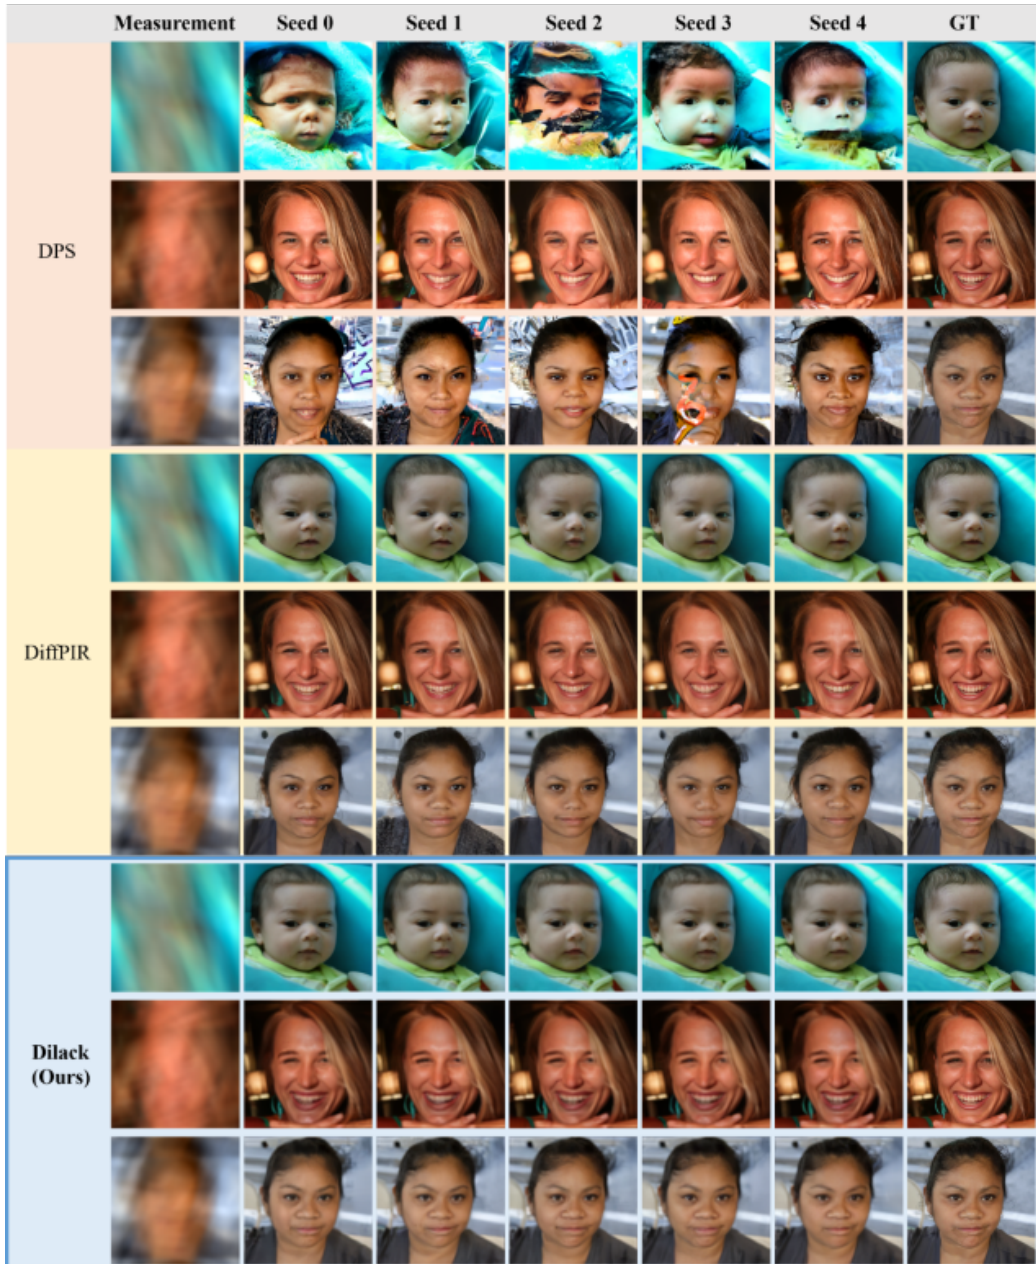 Measurement Seed 0 Seed 1 Seed 2 Seed 3 Seed 4 GT
DPS
DiffPIR
Dilack
(Ours)